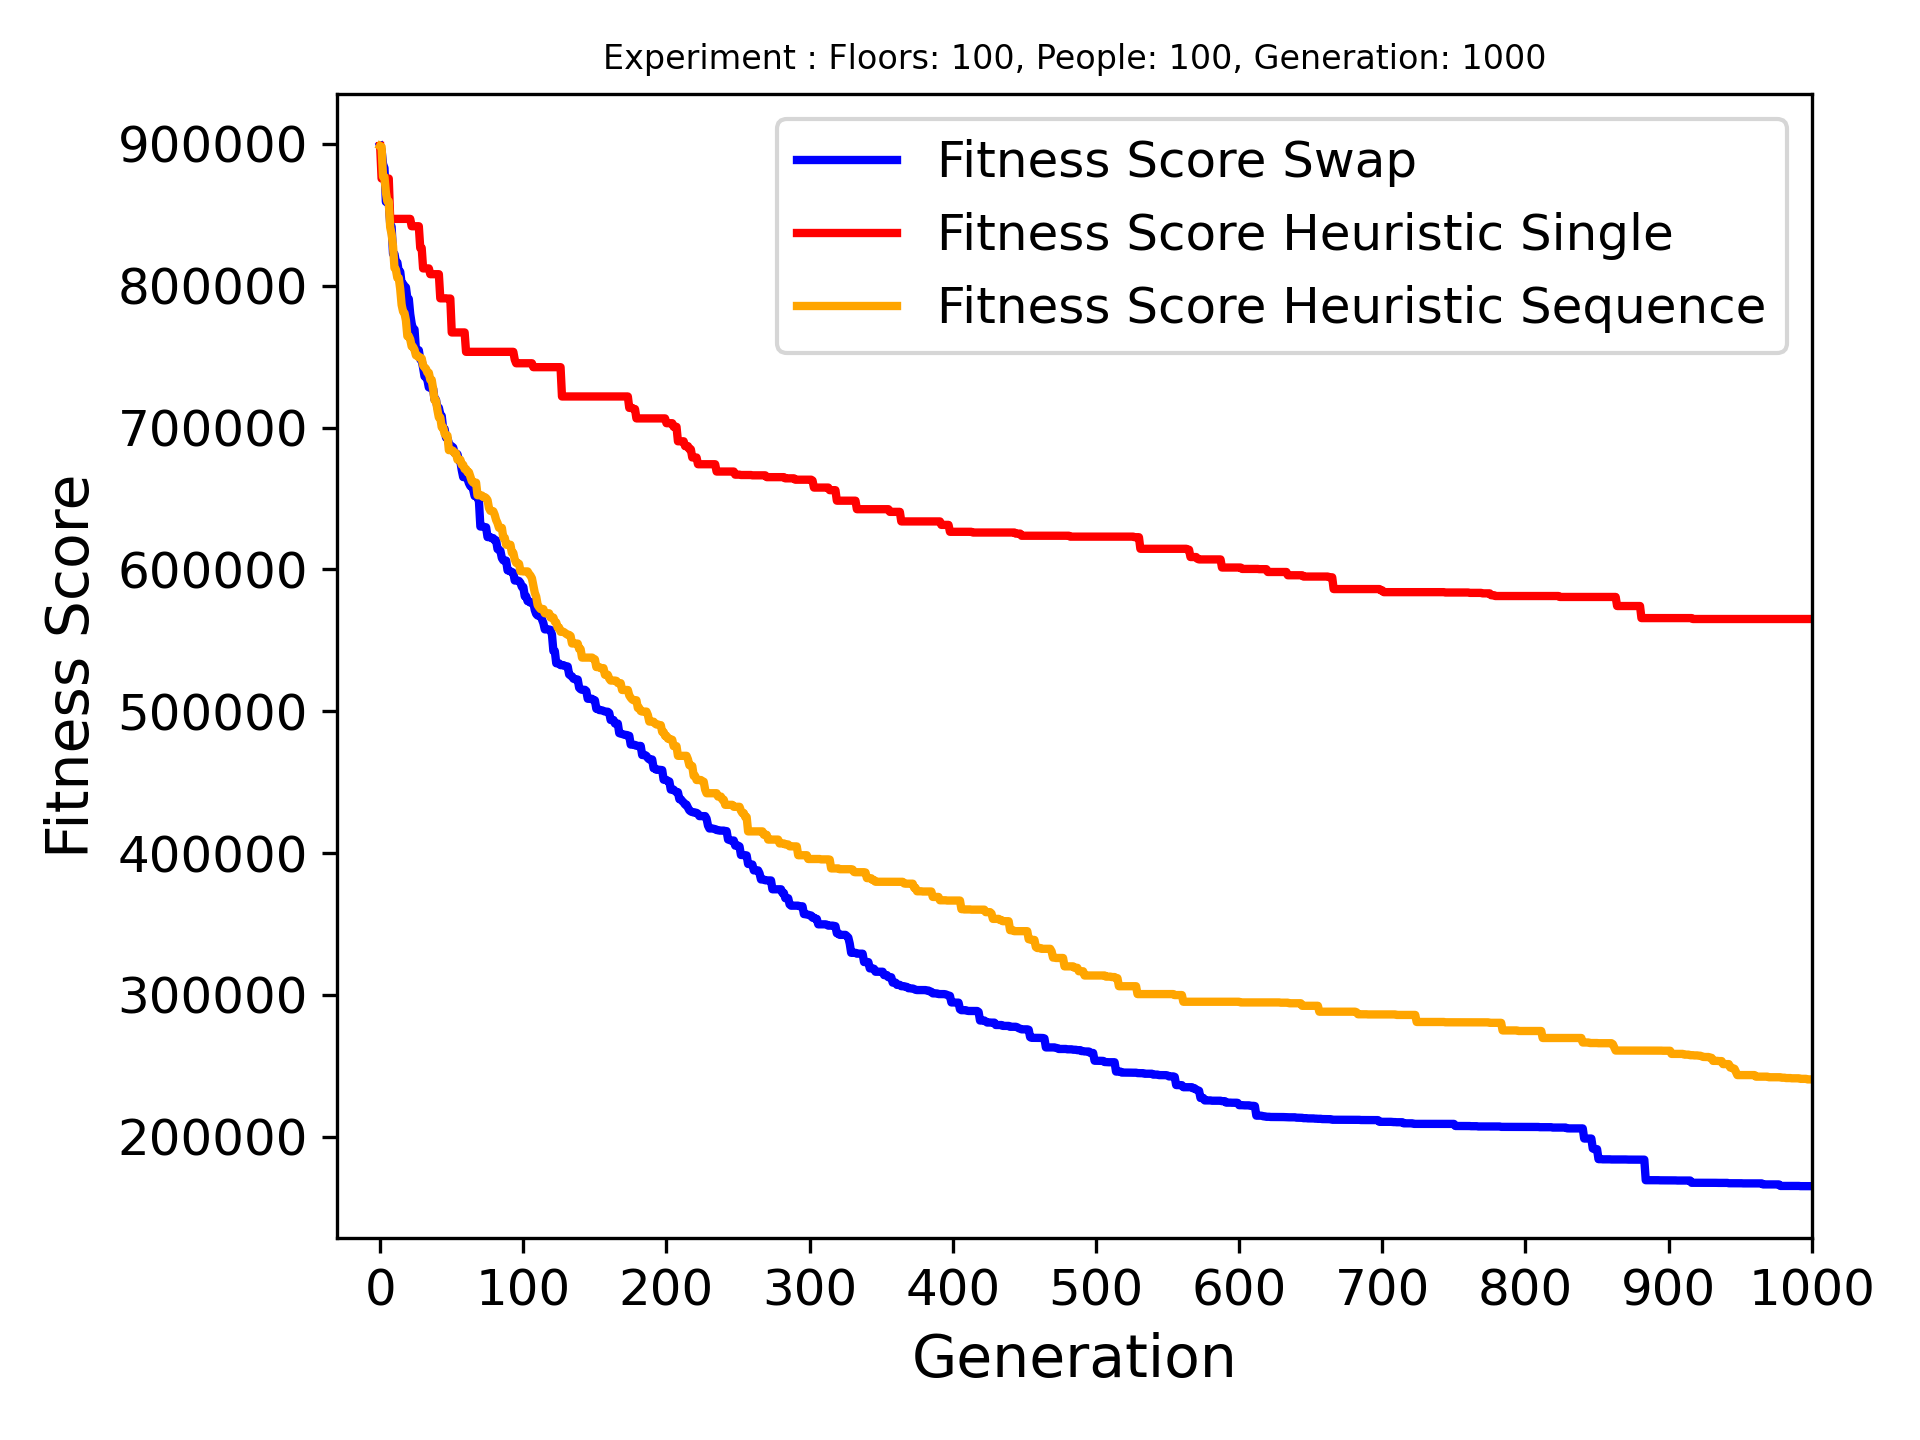 Experiment : Floors: 100, People: 100, Generation: 1000
Fitness Score Swap
Fitness Score Heuristic Single
Fitness Score Heuristic Sequence
Fitness Score
900000
800000
700000
600000
500000
400000
300000
200000
0 100 200 300 400 500 600 700 800 900 1000
Generation